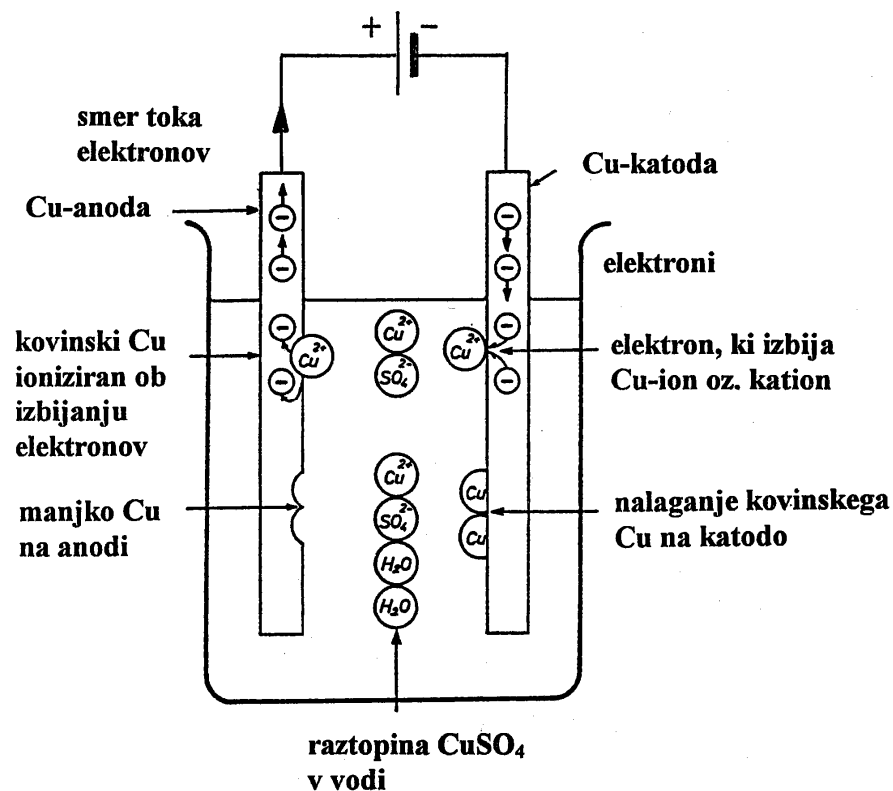 + −
smer toka
elektronov
Cu-katoda
Cu-anoda
elektroni
kovinski Cu
ioniziran ob
izbijanju
elektronov
Cu²⁺
Cu²⁺
SO₄²⁻
Cu²⁺
elektron, ki izbija
Cu-ion oz. kation
manjko Cu
na anodi
Cu²⁺
SO₄²⁻
H₂O
H₂O
Cu
Cu
nalaganje kovinskega
Cu na katodo
raztopina CuSO₄
v vodi